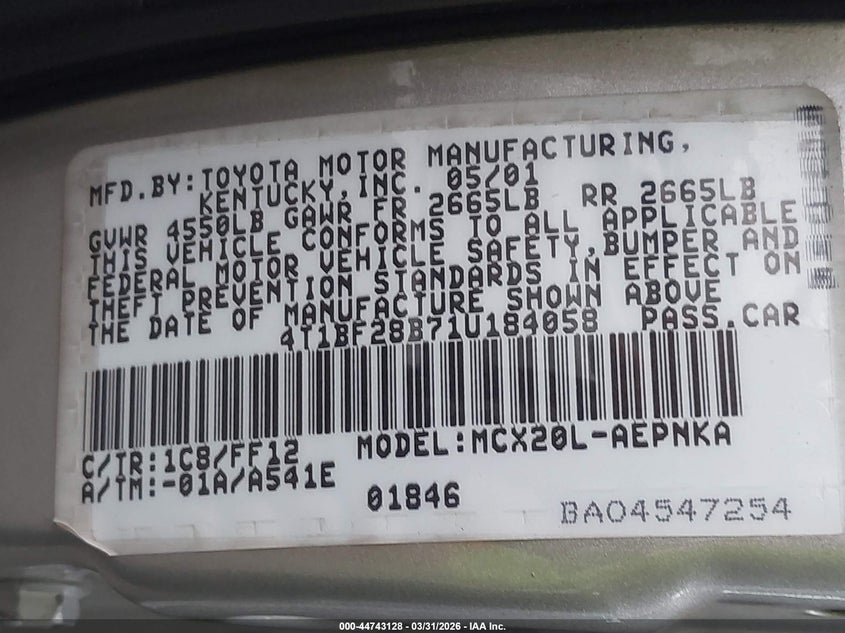 MFD.BY:TOYOTA MOTOR MANUFACTURING,
KENTUCKY,INC. 05/01
GVWR 4550LB GAWR FR 2665LB RR 2665LB
THIS VEHICLE CONFORMS TO ALL APPLICABLE
FEDERAL MOTOR VEHICLE SAFETY,BUMPER AND
THEFT PREVENTION STANDARDS IN EFFECT ON
THE DATE OF MANUFACTURE SHOWN ABOVE
4T1BF28B71U184058 PASS.CAR
C/TR:1C8/FF12 MODEL:MCX20L-AEPNKA
A/TM:-01A/A541E
01846
BA04547254
000-44743128 - 03/31/2026 - IAA Inc.